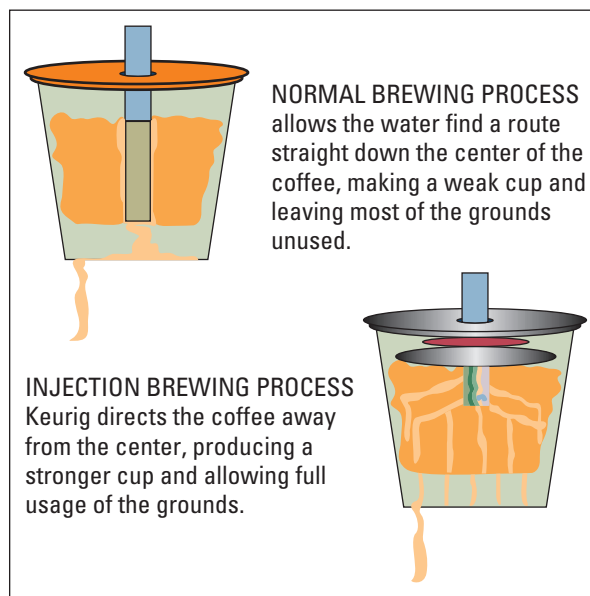 NORMAL BREWING PROCESS
allows the water find a route
straight down the center of the
coffee, making a weak cup and
leaving most of the grounds
unused.
INJECTION BREWING PROCESS
Keurig directs the coffee away
from the center, producing a
stronger cup and allowing full
usage of the grounds.